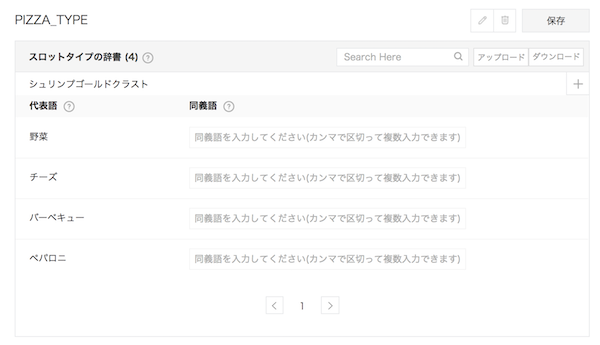 PIZZA_TYPE 保存
スロットタイプの辞書 (4) ? Search Here アップロード ダウンロード
シュリンプゴールドクラスト +
代表語 ? 同義語 ?
野菜 同義語を入力してください(カンマで区切って複数入力できます)
チーズ 同義語を入力してください(カンマで区切って複数入力できます)
バーベキュー 同義語を入力してください(カンマで区切って複数入力できます)
ペパロニ 同義語を入力してください(カンマで区切って複数入力できます)
< 1 >